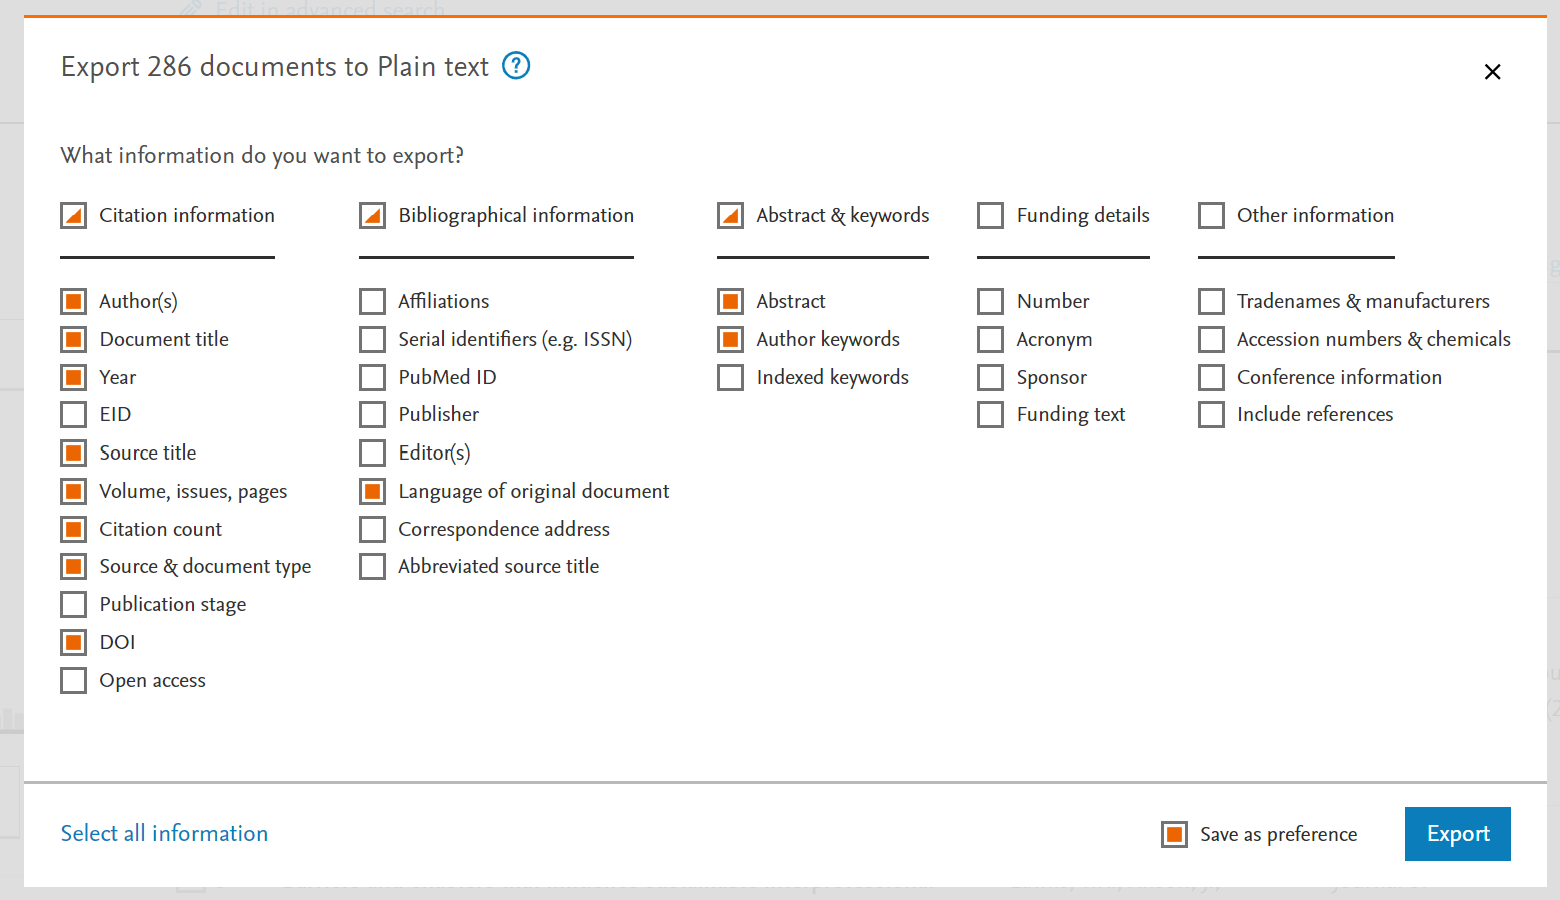 Edit in advanced search
Export 286 documents to Plain text ?
What information do you want to export?
Citation information
Author(s)
Document title
Year
EID
Source title
Volume, issues, pages
Citation count
Source & document type
Publication stage
DOI
Open access
Bibliographical information
Affiliations
Serial identifiers (e.g. ISSN)
PubMed ID
Publisher
Editor(s)
Language of original document
Correspondence address
Abbreviated source title
Abstract & keywords
Abstract
Author keywords
Indexed keywords
Funding details
Number
Acronym
Sponsor
Funding text
Other information
Tradenames & manufacturers
Accession numbers & chemicals
Conference information
Include references
Select all information
Save as preference
Export